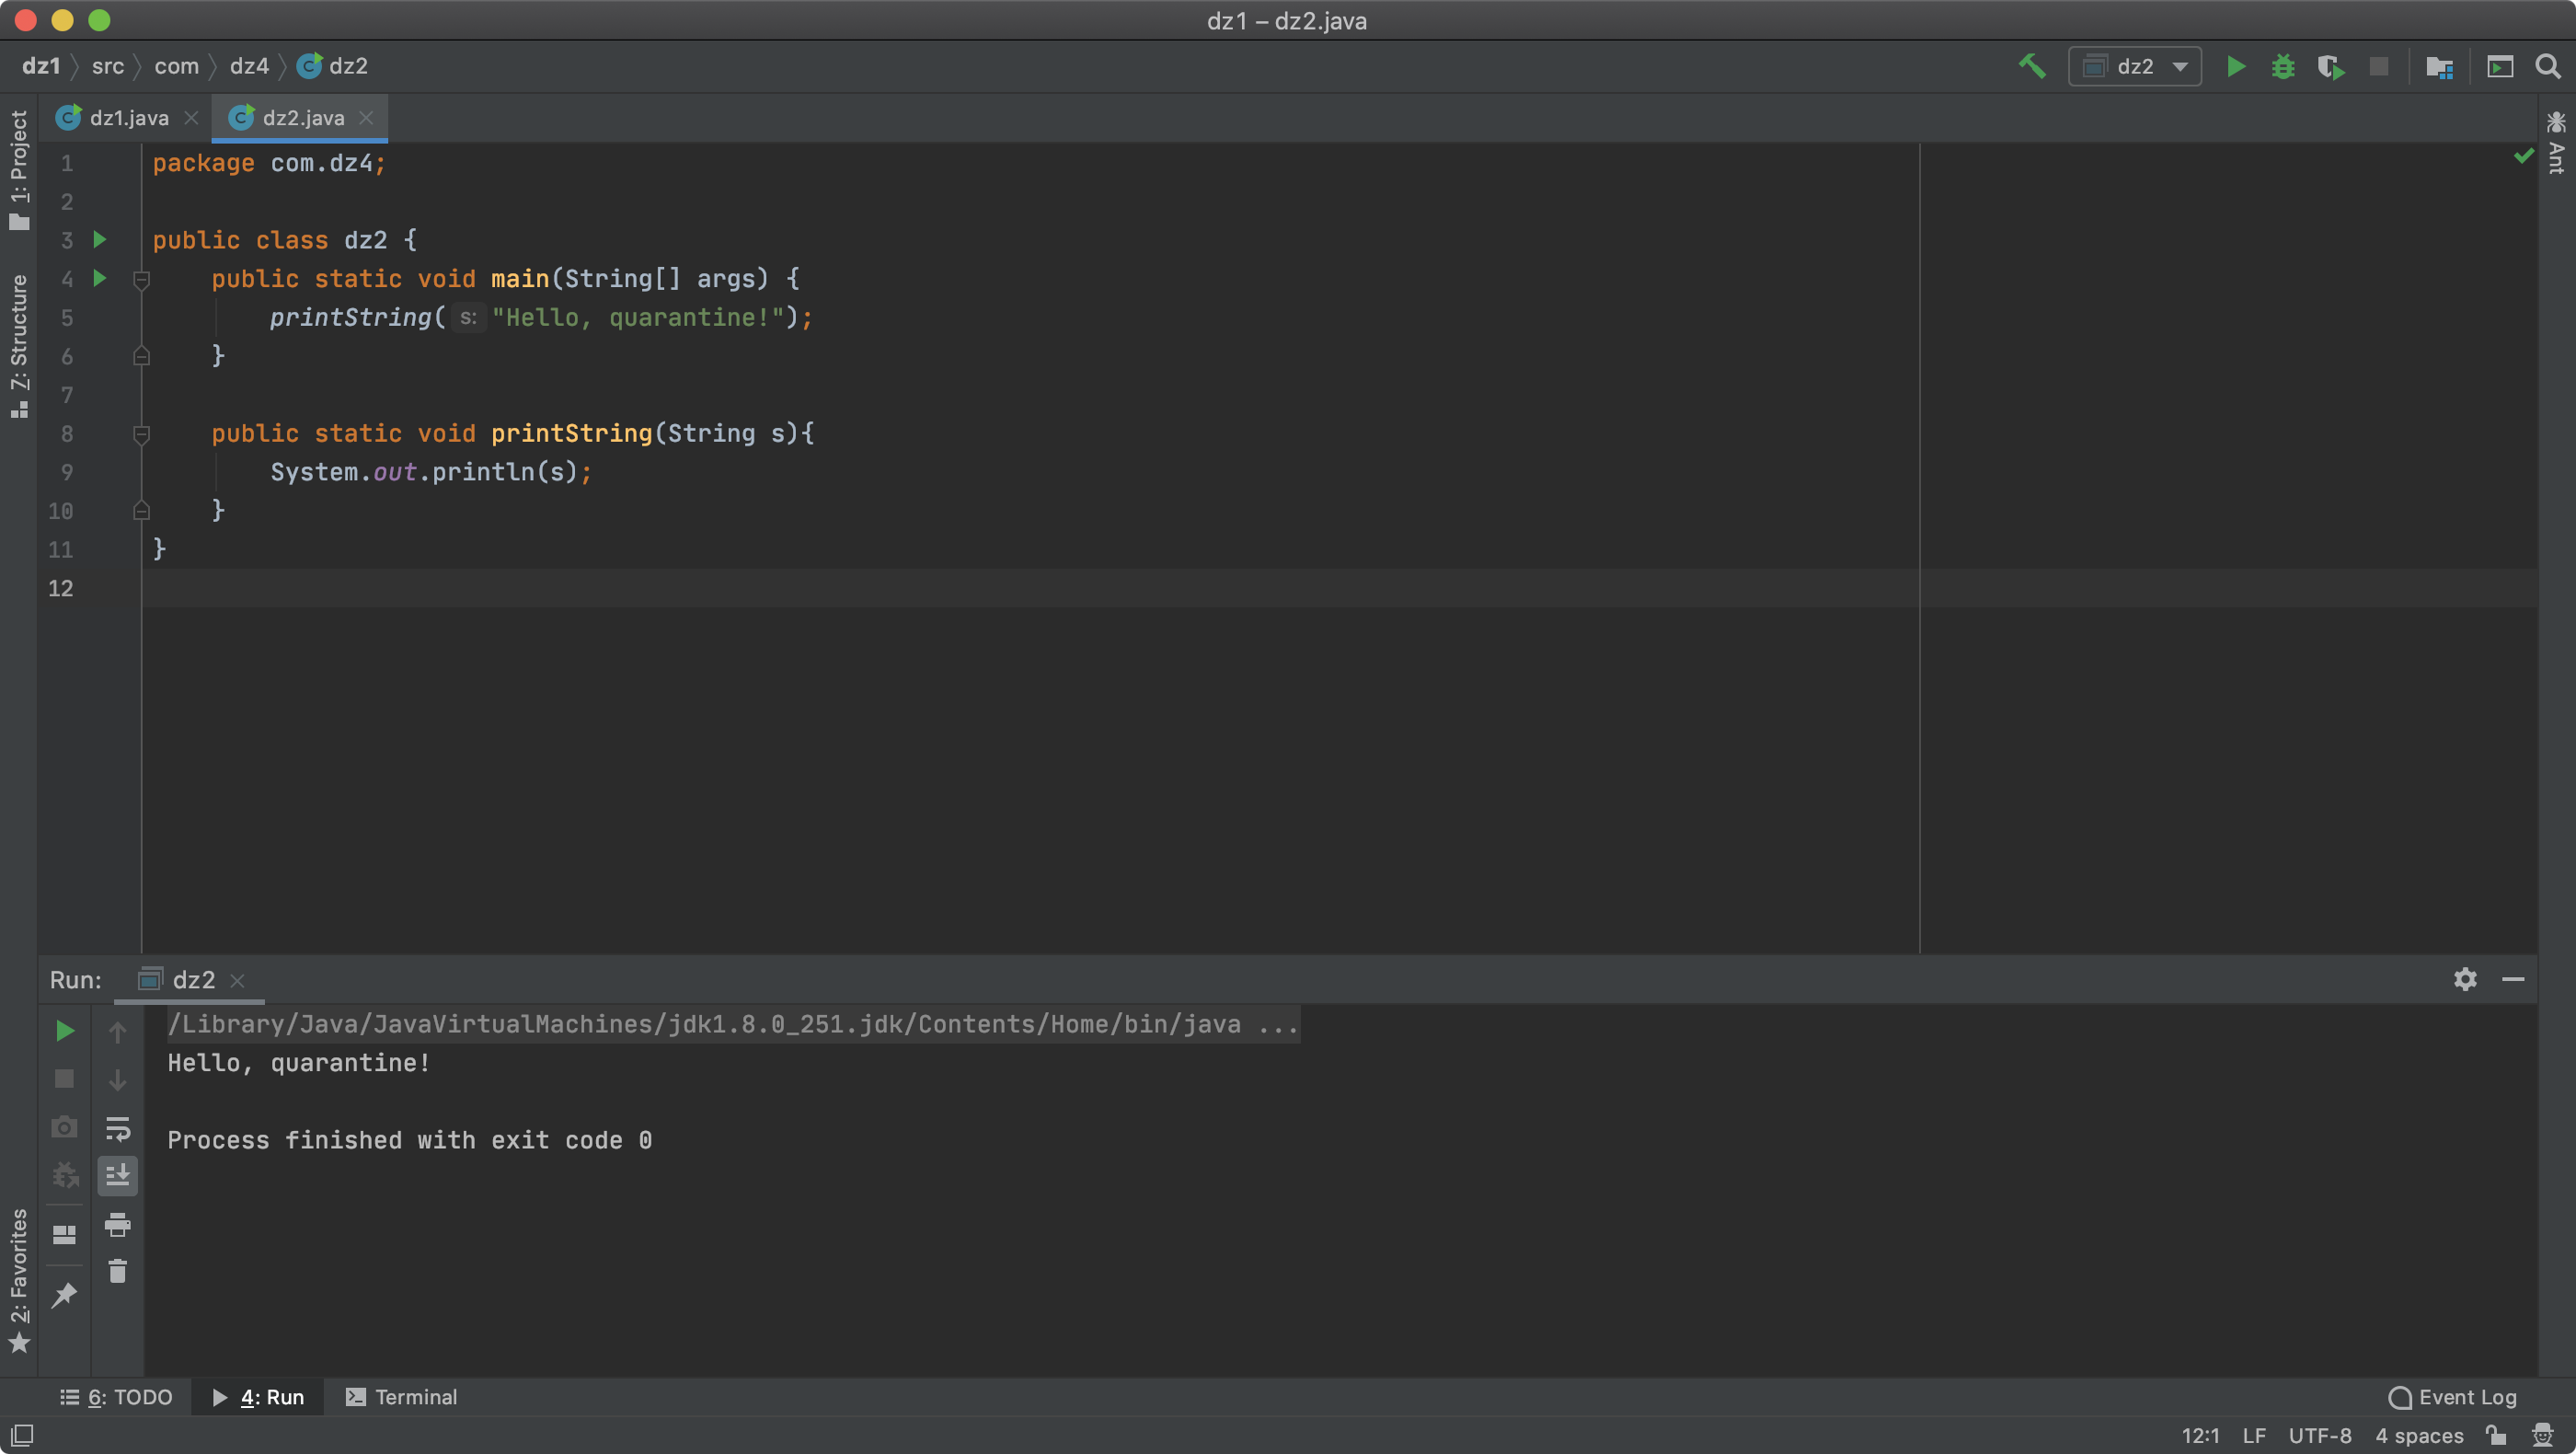 dz1 – dz2.java
dz1 src com dz4 dz2
dz2
dz1.java dz2.java
1: Project
7: Structure
Ant
1 package com.dz4;
2
3 public class dz2 {
4 public static void main(String[] args) {
5 printString( s: "Hello, quarantine!");
6 }
7
8 public static void printString(String s){
9 System.out.println(s);
10 }
11 }
12
Run: dz2
/Library/Java/JavaVirtualMachines/jdk1.8.0_251.jdk/Contents/Home/bin/java ...
Hello, quarantine!
Process finished with exit code 0
2: Favorites
6: TODO 4: Run Terminal Event Log
12:1 LF UTF-8 4 spaces